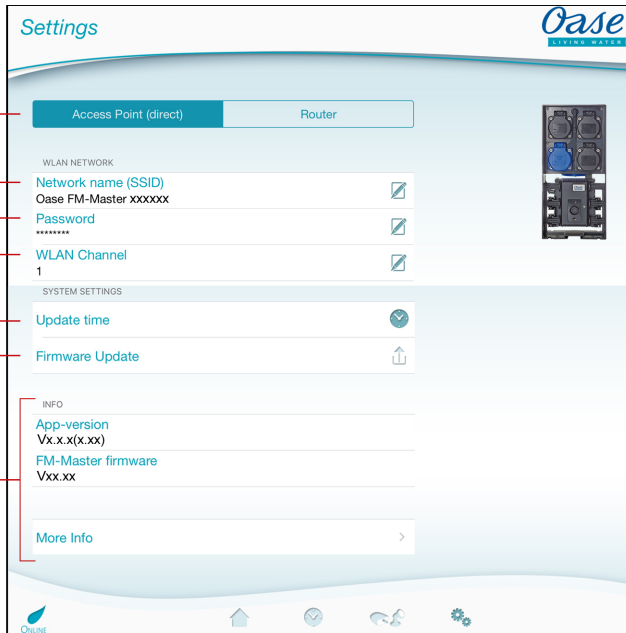 Settings
Oase
LIVING WATER
Access Point (direct)
Router
WLAN NETWORK
Network name (SSID)
Oase FM-Master xxxxxx
Password
********
WLAN Channel
1
SYSTEM SETTINGS
Update time
Firmware Update
INFO
App-version
Vx.x.x(x.xx)
FM-Master firmware
Vxx.xx
More Info
ONLINE